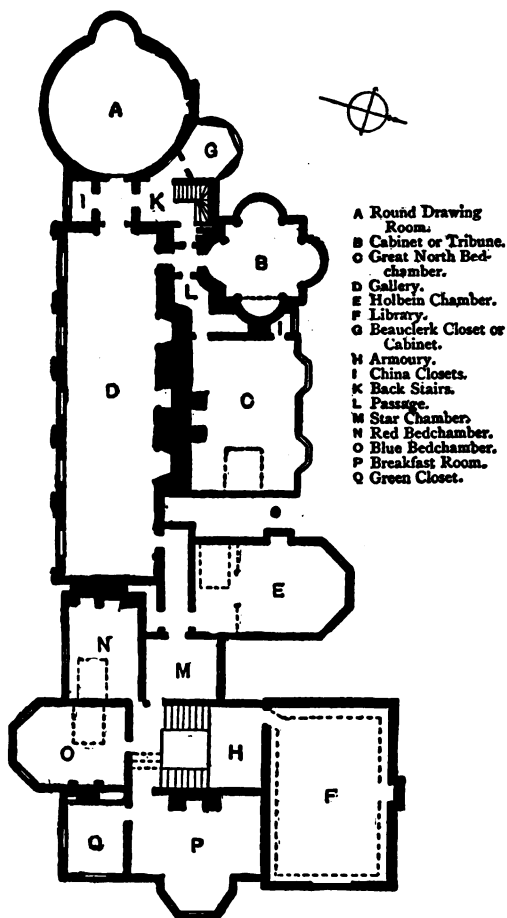 A
G
I
K
B
L
I
D
C
E
N
M
O
H
F
Q
P
A Round Drawing
Room.
B Cabinet or Tribune.
C Great North Bed-
chamber.
D Gallery.
E Holbein Chamber.
F Library.
G Beauclerk Closet or
Cabinet.
H Armoury.
I China Closets.
K Back Stairs.
L Passage.
M Star Chamber.
N Red Bedchamber.
O Blue Bedchamber.
P Breakfast Room.
Q Green Closet.